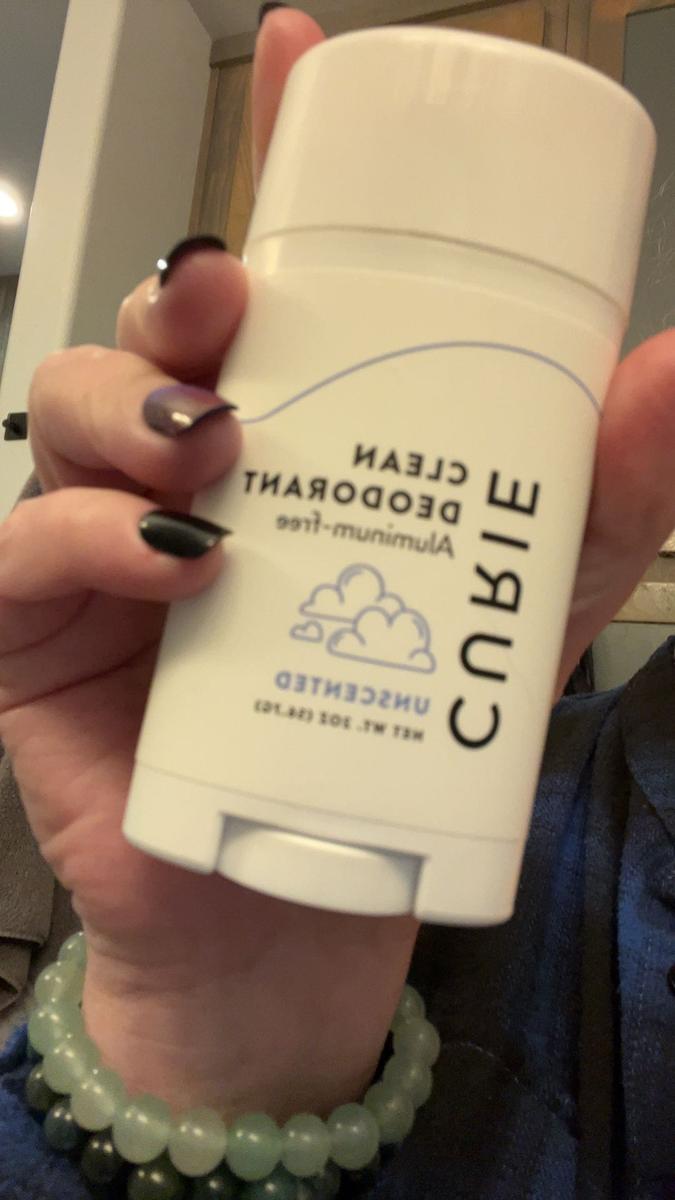 CURIE
CLEAN
DEODORANT
Aluminum-free
UNSCENTED
NET WT. 2OZ (56.7G)